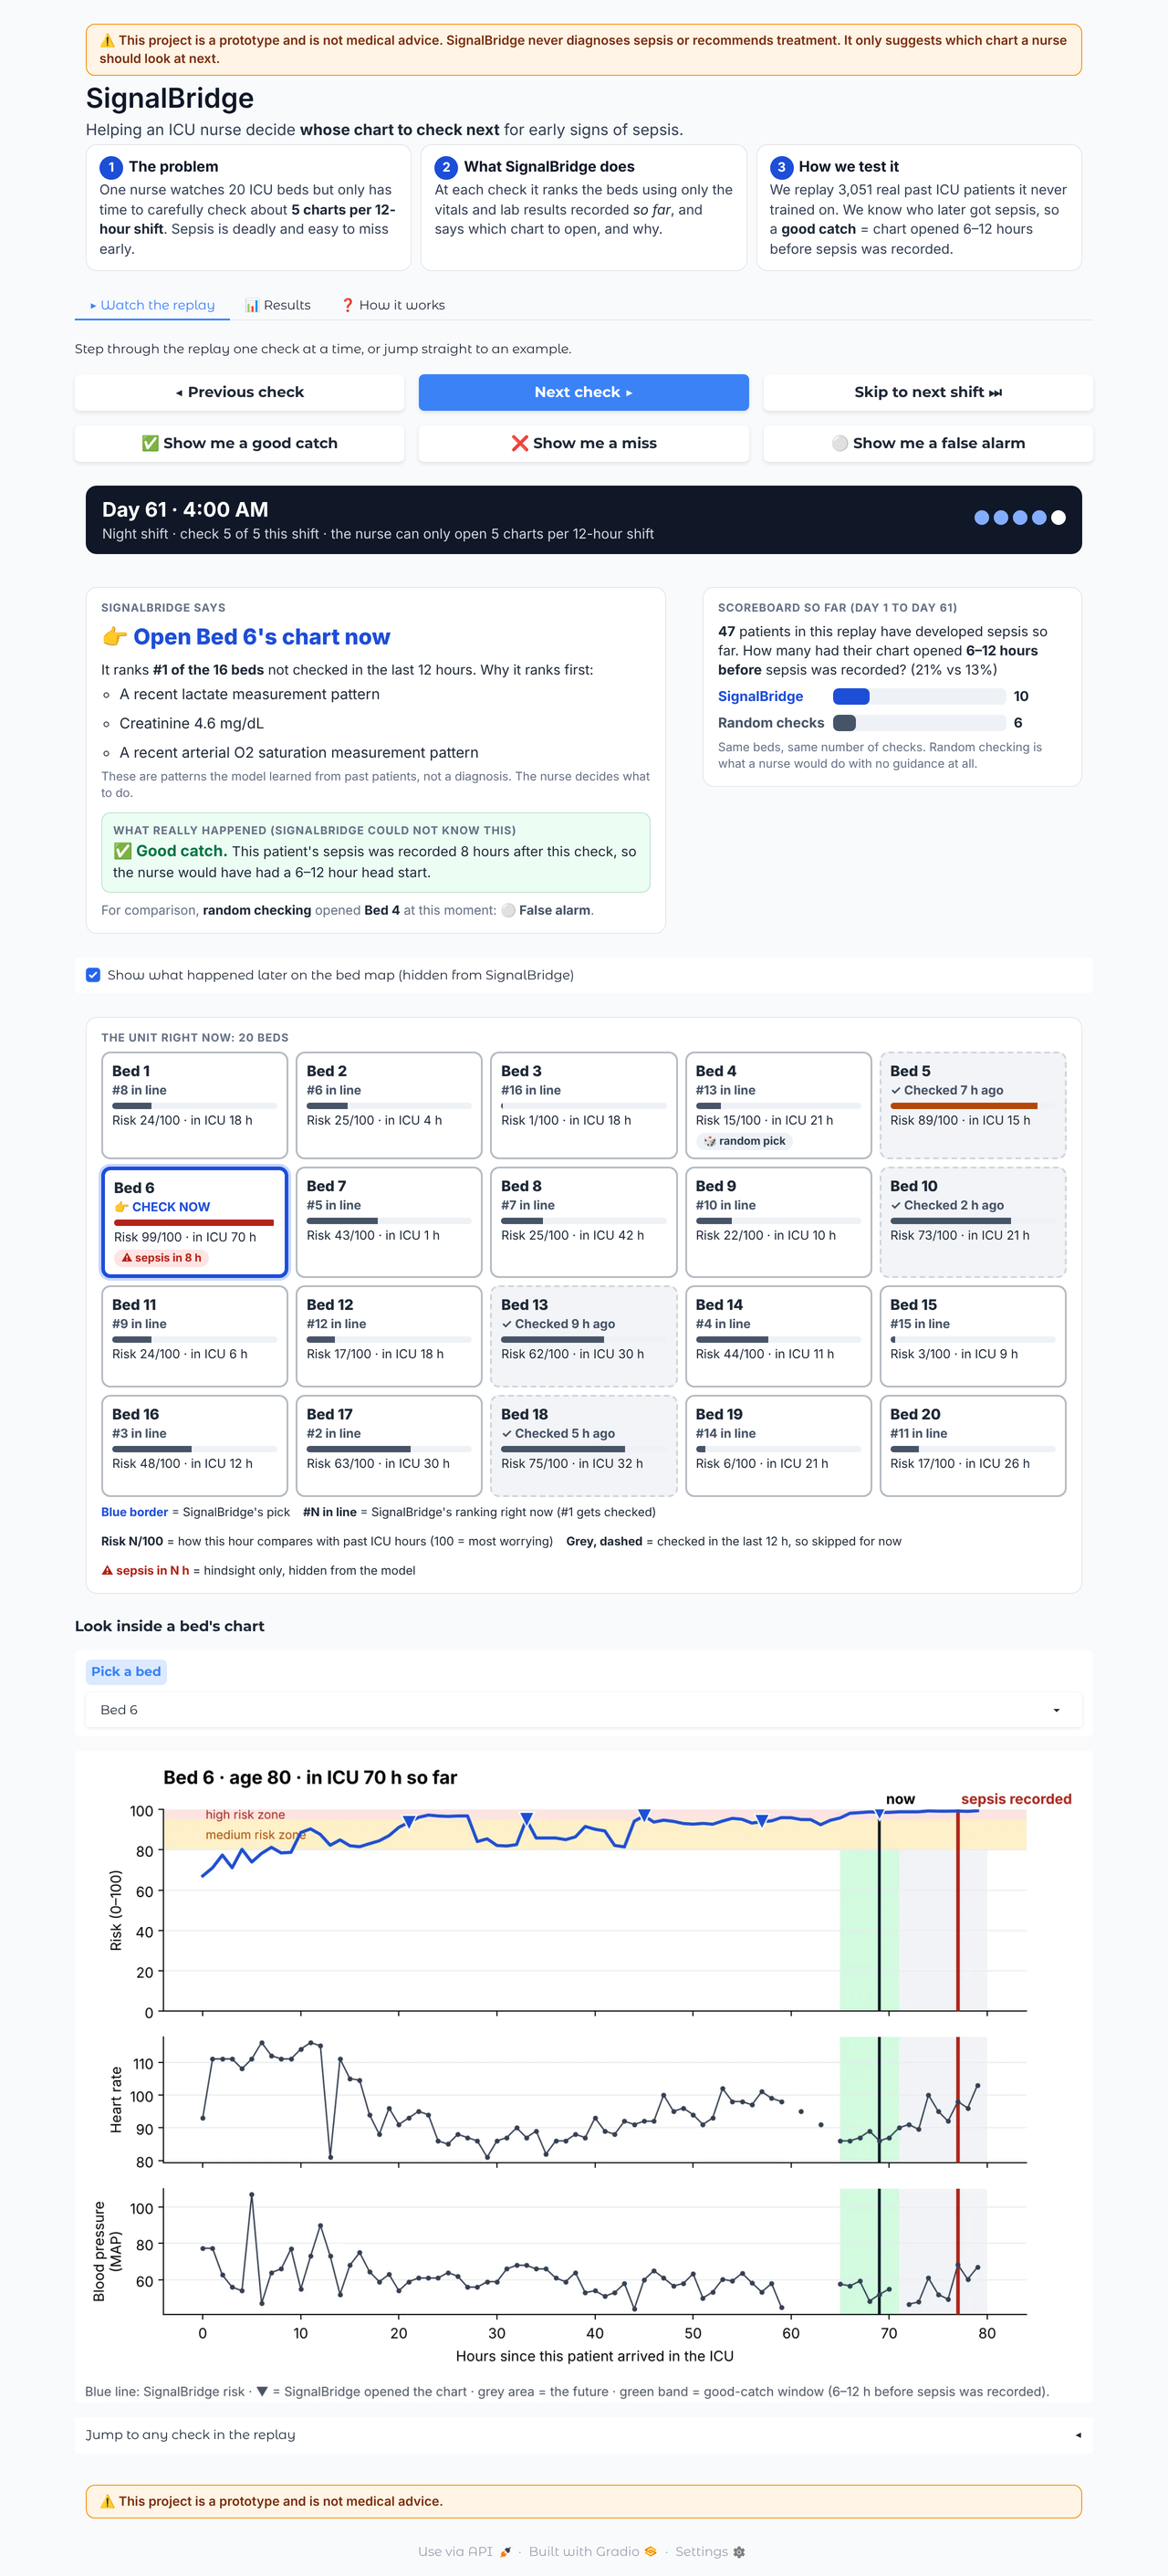 ⚠️ This project is a prototype and is not medical advice. SignalBridge never diagnoses sepsis or recommends treatment. It only suggests which chart a nurse
should look at next.
SignalBridge
Helping an ICU nurse decide whose chart to check next for early signs of sepsis.
1 The problem
One nurse watches 20 ICU beds but only has
time to carefully check about 5 charts per 12-
hour shift. Sepsis is deadly and easy to miss
early.
2 What SignalBridge does
At each check it ranks the beds using only the
vitals and lab results recorded so far, and
says which chart to open, and why.
3 How we test it
We replay 3,051 real past ICU patients it never
trained on. We know who later got sepsis, so
a good catch = chart opened 6–12 hours
before sepsis was recorded.
▸ Watch the replay
📊 Results
❓ How it works
Step through the replay one check at a time, or jump straight to an example.
◂ Previous check
Next check ▸
Skip to next shift ⏭
✅ Show me a good catch
❌ Show me a miss
⚪ Show me a false alarm
Day 61 · 4:00 AM
Night shift · check 5 of 5 this shift · the nurse can only open 5 charts per 12-hour shift
SIGNALBRIDGE SAYS
👉 Open Bed 6's chart now
It ranks #1 of the 16 beds not checked in the last 12 hours. Why it ranks first:
A recent lactate measurement pattern
Creatinine 4.6 mg/dL
A recent arterial O2 saturation measurement pattern
These are patterns the model learned from past patients, not a diagnosis. The nurse decides what
to do.
WHAT REALLY HAPPENED (SIGNALBRIDGE COULD NOT KNOW THIS)
✅ Good catch. This patient's sepsis was recorded 8 hours after this check, so
the nurse would have had a 6–12 hour head start.
For comparison, random checking opened Bed 4 at this moment: ⚪ False alarm.
SCOREBOARD SO FAR (DAY 1 TO DAY 61)
47 patients in this replay have developed sepsis so
far. How many had their chart opened 6–12 hours
before sepsis was recorded? (21% vs 13%)
SignalBridge 10
Random checks 6
Same beds, same number of checks. Random checking is
what a nurse would do with no guidance at all.
Show what happened later on the bed map (hidden from SignalBridge)
THE UNIT RIGHT NOW: 20 BEDS
Bed 1
#8 in line
Risk 24/100 · in ICU 18 h
Bed 2
#6 in line
Risk 25/100 · in ICU 4 h
Bed 3
#16 in line
Risk 1/100 · in ICU 18 h
Bed 4
#13 in line
Risk 15/100 · in ICU 21 h
🎲 random pick
Bed 5
✓ Checked 7 h ago
Risk 89/100 · in ICU 15 h
Bed 6
👉 CHECK NOW
Risk 99/100 · in ICU 70 h
⚠ sepsis in 8 h
Bed 7
#5 in line
Risk 43/100 · in ICU 1 h
Bed 8
#7 in line
Risk 25/100 · in ICU 42 h
Bed 9
#10 in line
Risk 22/100 · in ICU 10 h
Bed 10
✓ Checked 2 h ago
Risk 73/100 · in ICU 21 h
Bed 11
#9 in line
Risk 24/100 · in ICU 6 h
Bed 12
#12 in line
Risk 17/100 · in ICU 18 h
Bed 13
✓ Checked 9 h ago
Risk 62/100 · in ICU 30 h
Bed 14
#4 in line
Risk 44/100 · in ICU 11 h
Bed 15
#15 in line
Risk 3/100 · in ICU 9 h
Bed 16
#3 in line
Risk 48/100 · in ICU 12 h
Bed 17
#2 in line
Risk 63/100 · in ICU 30 h
Bed 18
✓ Checked 5 h ago
Risk 75/100 · in ICU 32 h
Bed 19
#14 in line
Risk 6/100 · in ICU 21 h
Bed 20
#11 in line
Risk 17/100 · in ICU 26 h
Blue border = SignalBridge's pick #N in line = SignalBridge's ranking right now (#1 gets checked)
Risk N/100 = how this hour compares with past ICU hours (100 = most worrying) Grey, dashed = checked in the last 12 h, so skipped for now
⚠ sepsis in N h = hindsight only, hidden from the model
Look inside a bed's chart
Pick a bed
Bed 6
Bed 6 · age 80 · in ICU 70 h so far
now
sepsis recorded
high risk zone
medium risk zone
Risk (0–100)
100
80
60
40
20
0
Heart rate
110
100
90
80
Blood pressure
(MAP)
100
80
60
0 10 20 30 40 50 60 70 80
Hours since this patient arrived in the ICU
Blue line: SignalBridge risk · ▼ = SignalBridge opened the chart · grey area = the future · green band = good-catch window (6–12 h before sepsis was recorded).
Jump to any check in the replay
⚠️ This project is a prototype and is not medical advice.
Use via API 🚀 · Built with Gradio · Settings ⚙